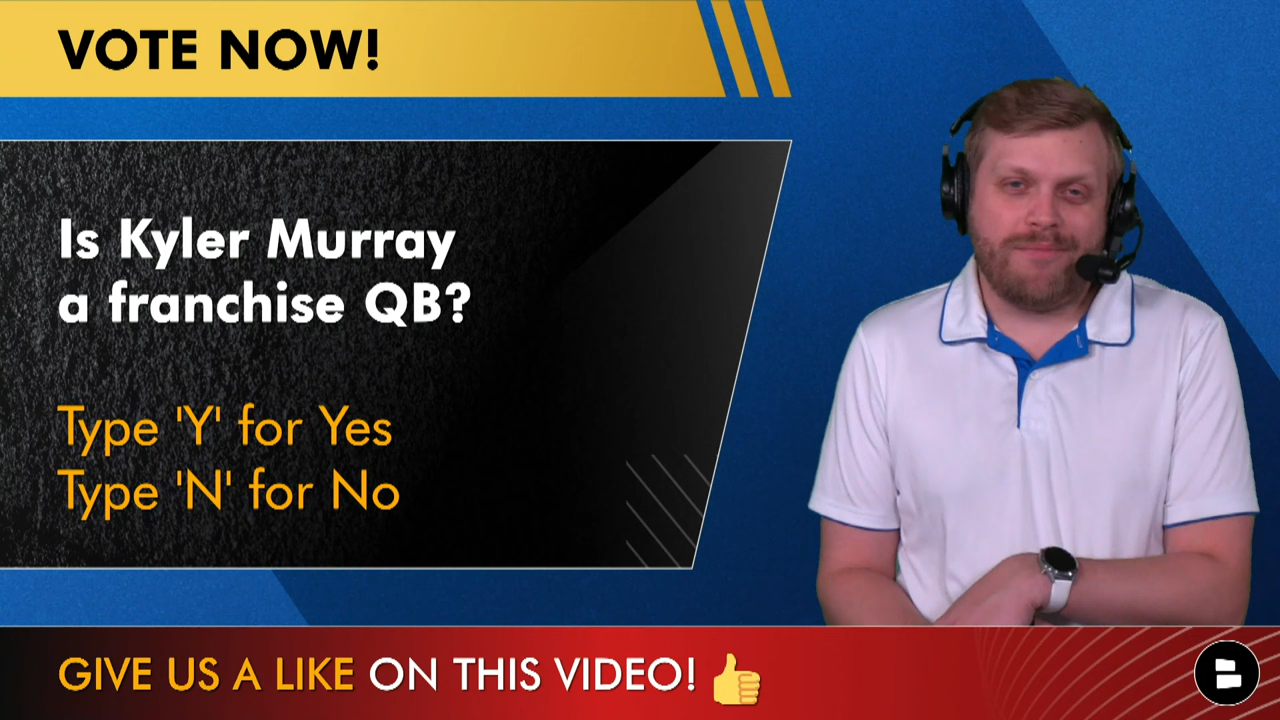 VOTE NOW!
Is Kyler Murray
a franchise QB?
Type 'Y' for Yes
Type 'N' for No
GIVE US A LIKE ON THIS VIDEO!